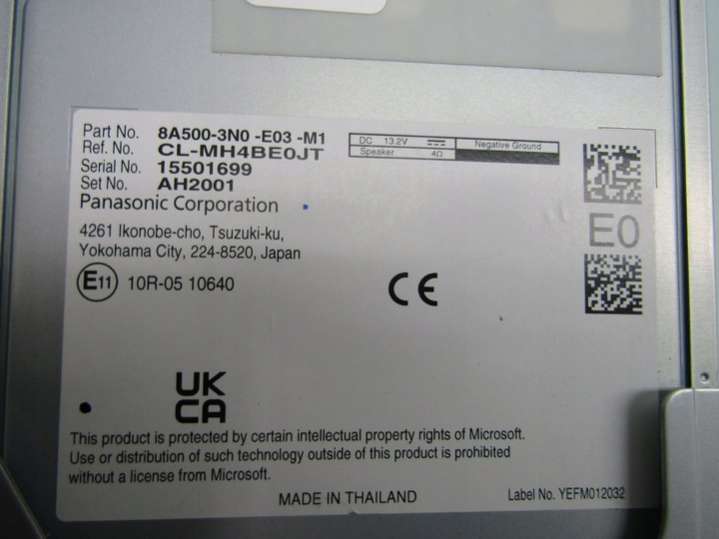 Part No. 8A500-3N0 -E03 -M1
Ref. No. CL-MH4BE0JT
Serial No. 15501699
Set No. AH2001
Panasonic Corporation
DC 13.2V Negative Ground
Speaker 4Ω
E0
4261 Ikonobe-cho, Tsuzuki-ku,
Yokohama City, 224-8520, Japan
E11 10R-05 10640
CE
UK
CA
This product is protected by certain intellectual property rights of Microsoft.
Use or distribution of such technology outside of this product is prohibited
without a license from Microsoft.
MADE IN THAILAND
Label No. YEFM012032